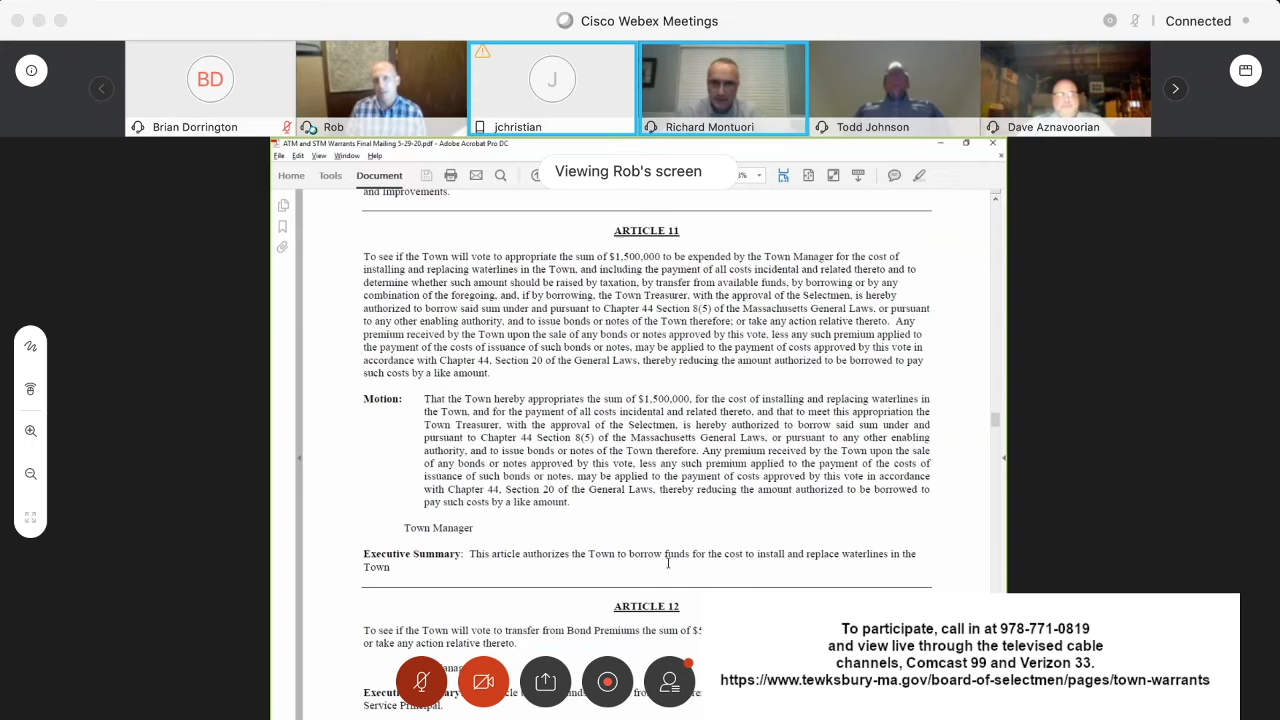 Cisco Webex Meetings
Connected
BD
J
Brian Dorrington
Rob
jchristian
Richard Montuori
Todd Johnson
Dave Aznavoorian
ATM and STM Warrants Final Mailing 5-29-20.pdf - Adobe Acrobat Pro DC
File Edit View Window Help
Viewing Rob's screen
Home Tools Document
and Improvements.
ARTICLE 11
To see if the Town will vote to appropriate the sum of $1,500,000 to be expended by the Town Manager for the cost of
installing and replacing waterlines in the Town, and including the payment of all costs incidental and related thereto and to
determine whether such amount should be raised by taxation, by transfer from available funds, by borrowing or by any
combination of the foregoing, and, if by borrowing, the Town Treasurer, with the approval of the Selectmen, is hereby
authorized to borrow said sum under and pursuant to Chapter 44 Section 8(5) of the Massachusetts General Laws, or pursuant
to any other enabling authority, and to issue bonds or notes of the Town therefore; or take any action relative thereto. Any
premium received by the Town upon the sale of any bonds or notes approved by this vote, less any such premium applied to
the payment of the costs of issuance of such bonds or notes, may be applied to the payment of costs approved by this vote in
accordance with Chapter 44, Section 20 of the General Laws, thereby reducing the amount authorized to be borrowed to pay
such costs by a like amount.
Motion: That the Town hereby appropriates the sum of $1,500,000, for the cost of installing and replacing waterlines in
the Town, and for the payment of all costs incidental and related thereto, and that to meet this appropriation the
Town Treasurer, with the approval of the Selectmen, is hereby authorized to borrow said sum under and
pursuant to Chapter 44 Section 8(5) of the Massachusetts General Laws, or pursuant to any other enabling
authority, and to issue bonds or notes of the Town therefore. Any premium received by the Town upon the sale
of any bonds or notes approved by this vote, less any such premium applied to the payment of the costs of
issuance of such bonds or notes, may be applied to the payment of costs approved by this vote in accordance
with Chapter 44, Section 20 of the General Laws, thereby reducing the amount authorized to be borrowed to
pay such costs by a like amount.
Town Manager
Executive Summary: This article authorizes the Town to borrow funds for the cost to install and replace waterlines in the
Town
ARTICLE 12
To see if the Town will vote to transfer from Bond Premiums the sum of
or take any action relative thereto.
Service Principal.
To participate, call in at 978-771-0819
and view live through the televised cable
channels, Comcast 99 and Verizon 33.
https://www.tewksbury-ma.gov/board-of-selectmen/pages/town-warrants